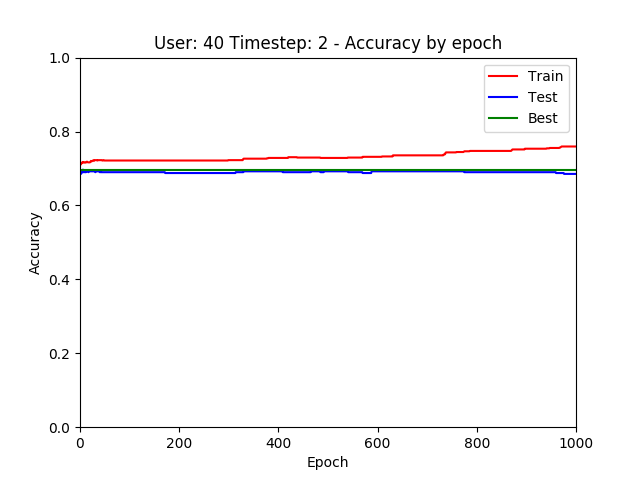 User: 40 Timestep: 2 - Accuracy by epoch
1.0
0.8
0.6
0.4
0.2
0.0
Accuracy
Train
Test
Best
0 200 400 600 800 1000
Epoch